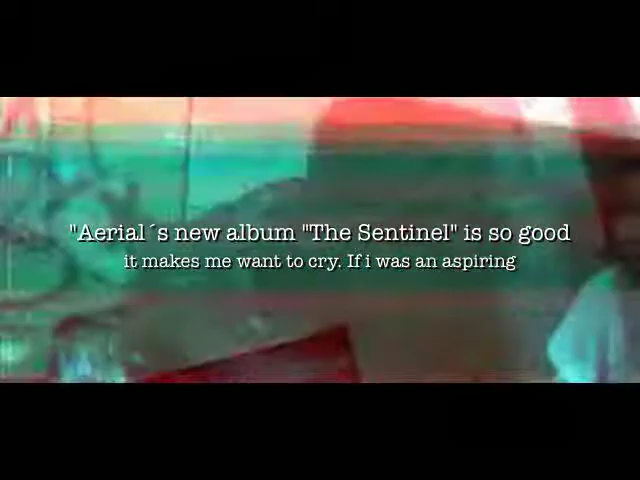 "Aerial´s new album "The Sentinel" is so good
it makes me want to cry. If i was an aspiring